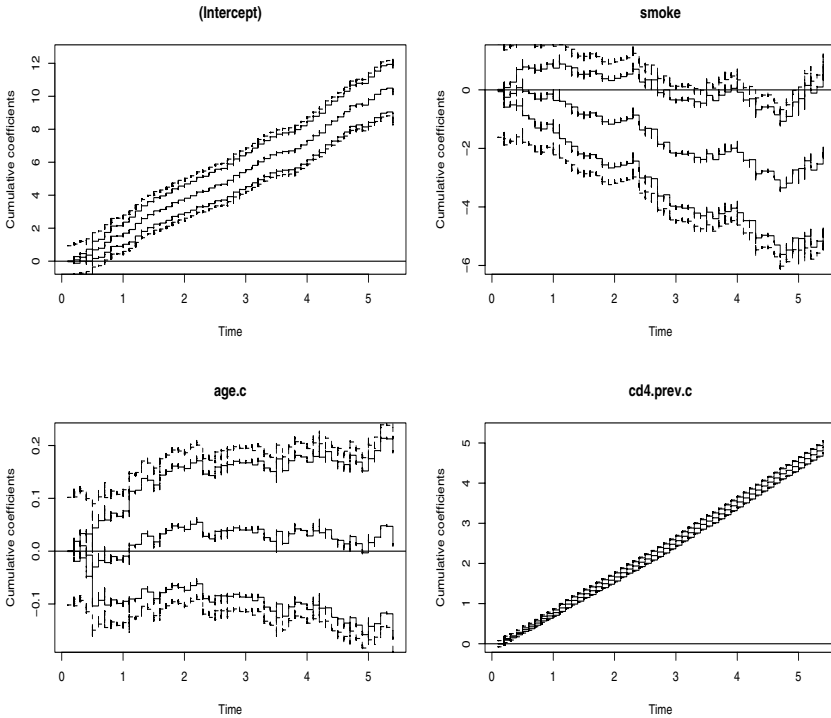 (Intercept)
Cumulative coefficients
12
10
8
6
4
2
0
0 1 2 3 4 5
Time
smoke
Cumulative coefficients
0
−2
−4
−6
0 1 2 3 4 5
Time
age.c
Cumulative coefficients
0.2
0.1
0.0
−0.1
0 1 2 3 4 5
Time
cd4.prev.c
Cumulative coefficients
5
4
3
2
1
0
0 1 2 3 4 5
Time